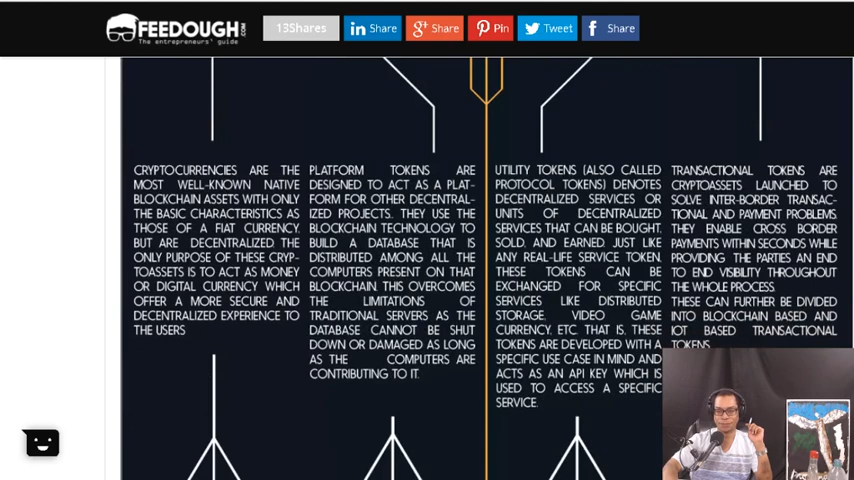 FEEDOUGH.COM
The entrepreneurs' guide
13Shares
in Share
g+ Share
Pin
Tweet
f Share
CRYPTOCURRENCIES ARE THE
MOST WELL-KNOWN NATIVE
BLOCKCHAIN ASSETS WITH ONLY
THE BASIC CHARACTERISTICS AS
THOSE OF A FIAT CURRENCY,
BUT ARE DECENTRALIZED. THE
ONLY PURPOSE OF THESE CRYP-
TOASSETS IS TO ACT AS MONEY
OR DIGITAL CURRENCY WHICH
OFFER A MORE SECURE AND
DECENTRALIZED EXPERIENCE TO
THE USERS
PLATFORM TOKENS ARE
DESIGNED TO ACT AS A PLAT-
FORM FOR OTHER DECENTRAL-
IZED PROJECTS. THEY USE THE
BLOCKCHAIN TECHNOLOGY TO
BUILD A DATABASE THAT IS
DISTRIBUTED AMONG ALL THE
COMPUTERS PRESENT ON THAT
BLOCKCHAIN. THIS OVERCOMES
THE LIMITATIONS OF
TRADITIONAL SERVERS AS THE
DATABASE CANNOT BE SHUT
DOWN OR DAMAGED AS LONG
AS THE COMPUTERS ARE
CONTRIBUTING TO IT.
UTILITY TOKENS (ALSO CALLED
PROTOCOL TOKENS) DENOTES
DECENTRALIZED SERVICES OR
UNITS OF DECENTRALIZED
SERVICES THAT CAN BE BOUGHT,
SOLD, AND EARNED JUST LIKE
ANY REAL-LIFE SERVICE TOKEN.
THESE TOKENS CAN BE
EXCHANGED FOR SPECIFIC
SERVICES LIKE DISTRIBUTED
STORAGE, VIDEO GAME
CURRENCY, ETC. THAT IS, THESE
TOKENS ARE DEVELOPED WITH A
SPECIFIC USE CASE IN MIND AND
ACTS AS AN API KEY WHICH IS
USED TO ACCESS A SPECIFIC
SERVICE.
TRANSACTIONAL TOKENS ARE
CRYPTOASSETS LAUNCHED TO
SOLVE INTER-BORDER TRANSAC-
TIONAL AND PAYMENT PROBLEMS.
THEY ENABLE CROSS BORDER
PAYMENTS WITHIN SECONDS WHILE
PROVIDING THE PARTIES AN END
TO END VISIBILITY THROUGHOUT
THE WHOLE PROCESS.
THESE CAN FURTHER BE DIVIDED
INTO BLOCKCHAIN BASED AND
IOT BASED TRANSACTIONAL
TOKENS